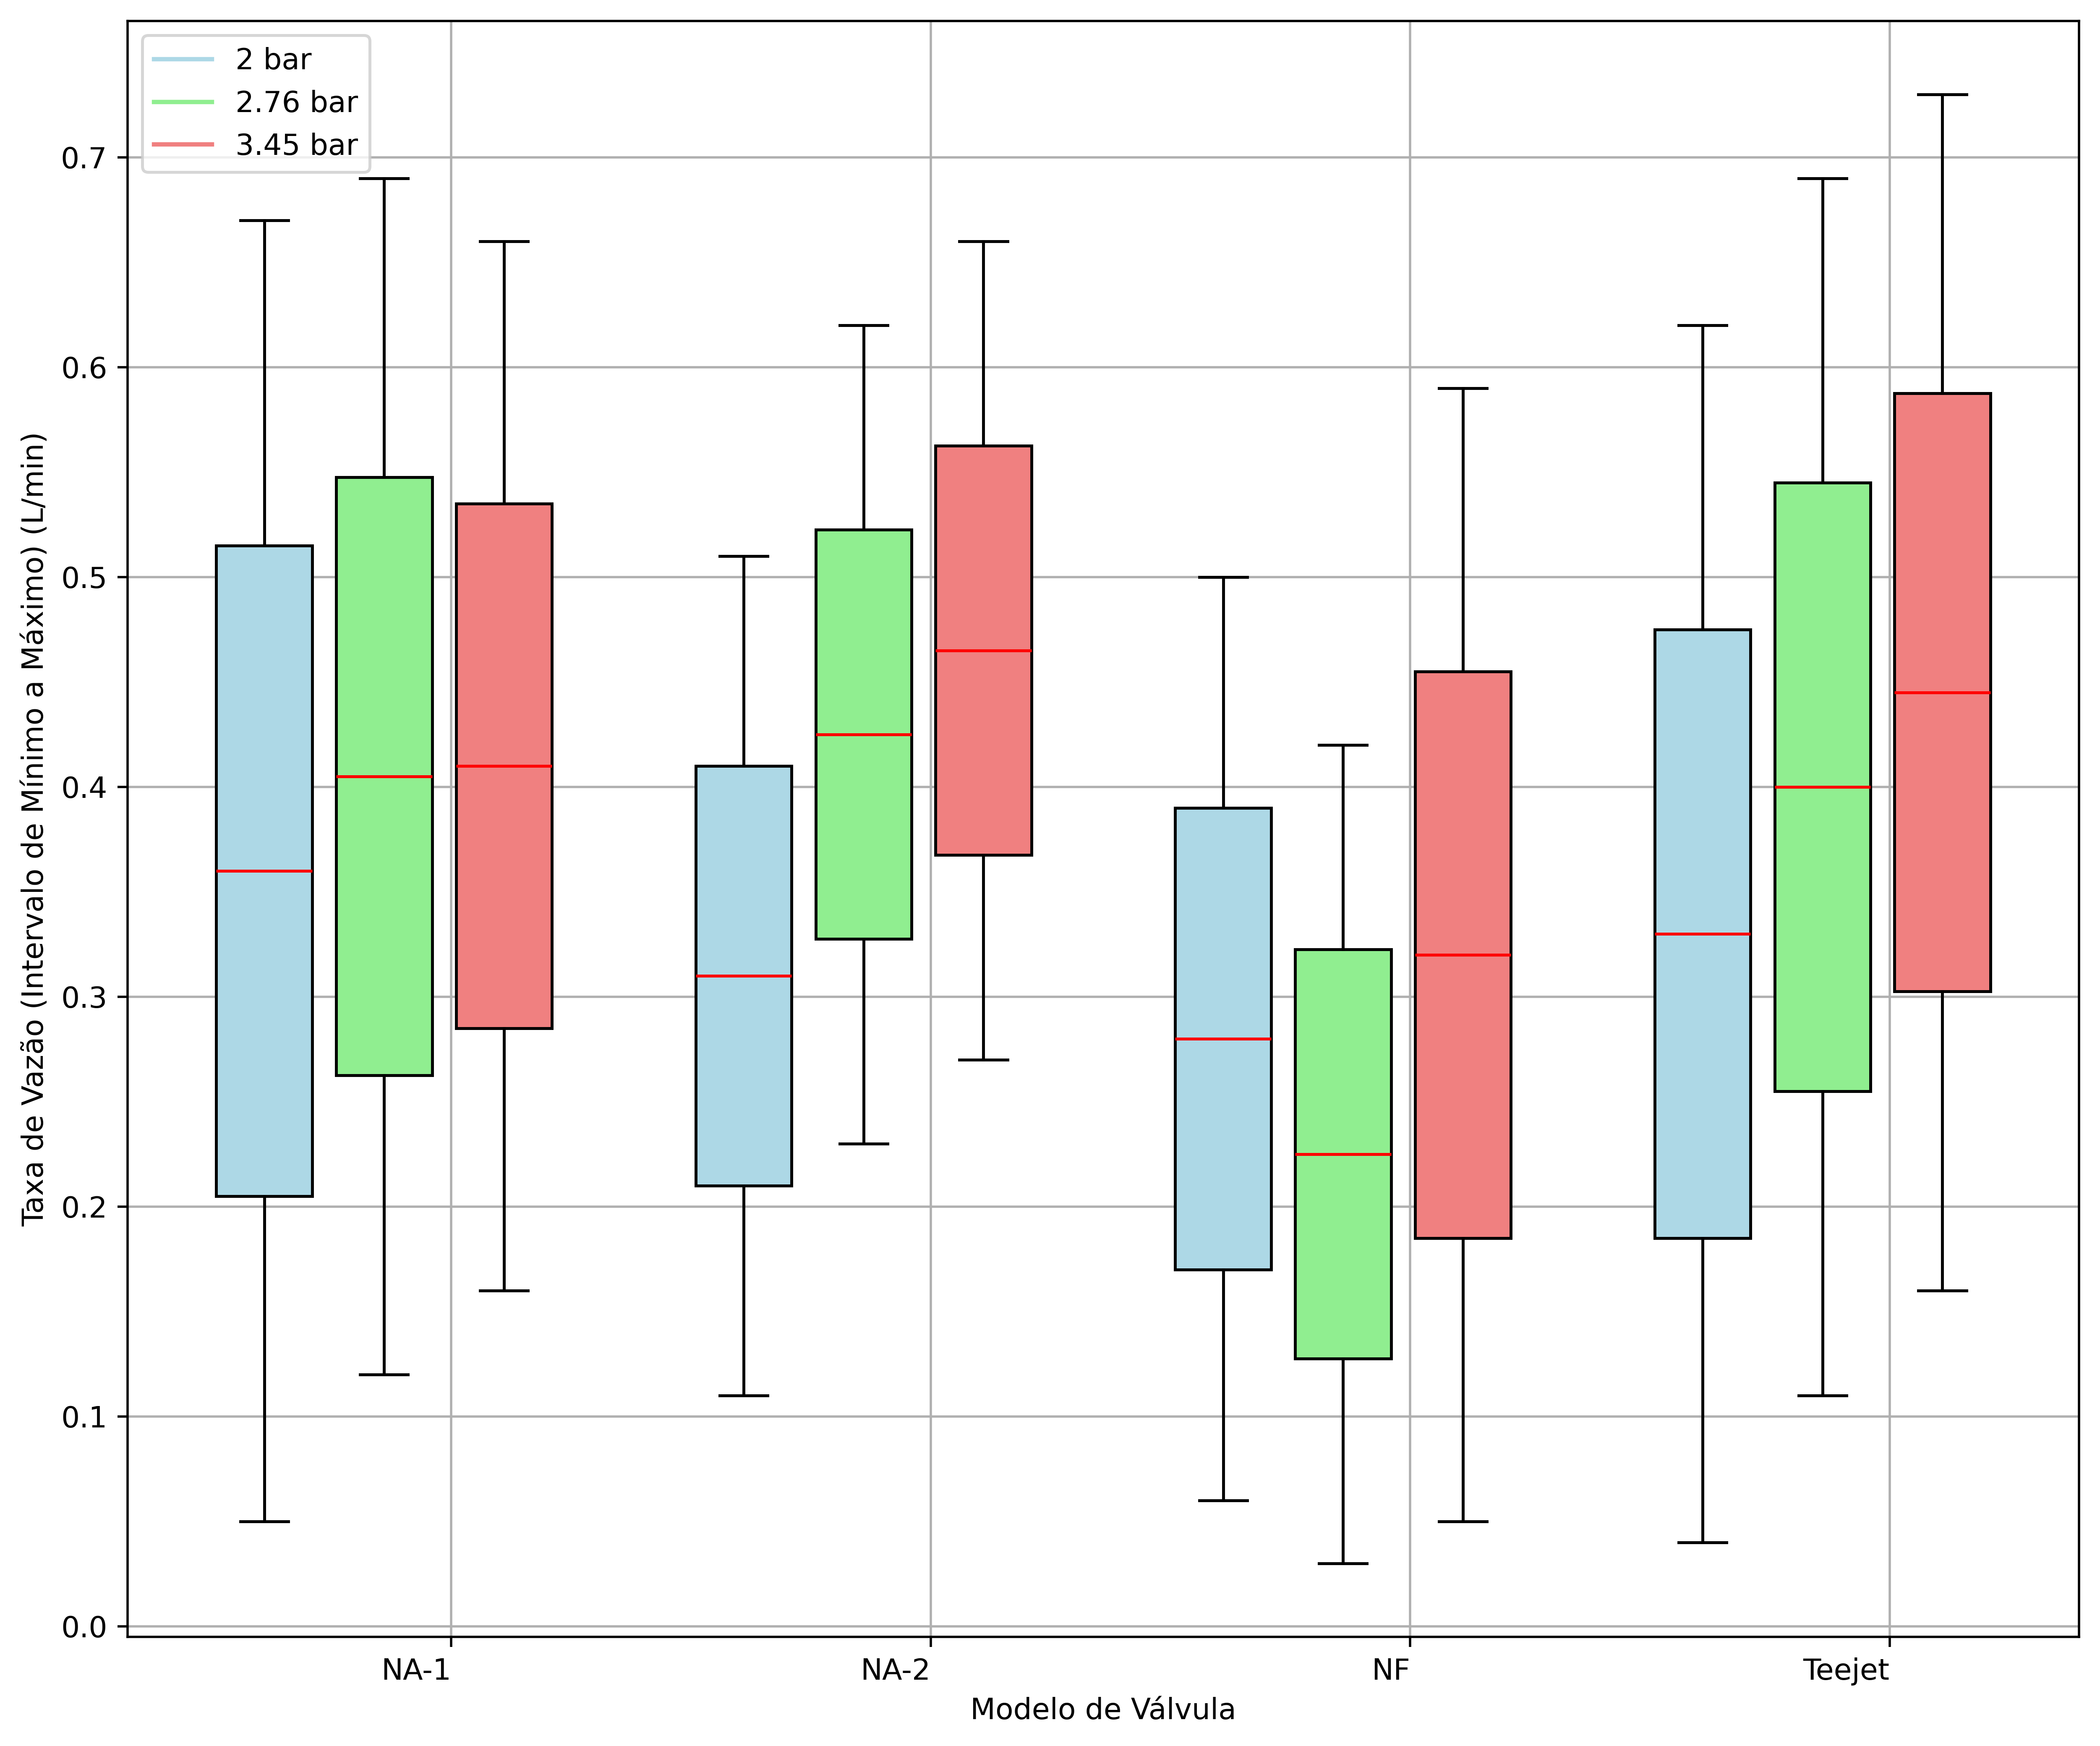 2 bar
2.76 bar
3.45 bar
Taxa de Vazão (Intervalo de Mínimo a Máximo) (L/min)
0.7
0.6
0.5
0.4
0.3
0.2
0.1
0.0
NA-1 NA-2 NF Teejet
Modelo de Válvula